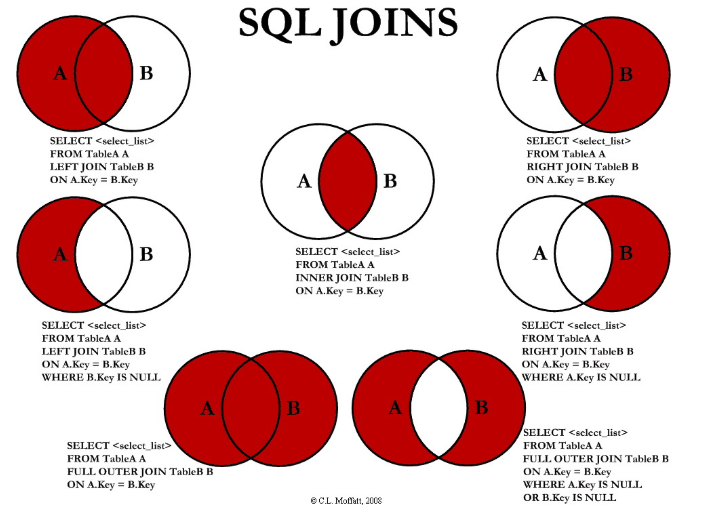 SQL JOINS
A B
SELECT <select_list>
FROM TableA A
LEFT JOIN TableB B
ON A.Key = B.Key
A B
SELECT <select_list>
FROM TableA A
RIGHT JOIN TableB B
ON A.Key = B.Key
A B
SELECT <select_list>
FROM TableA A
INNER JOIN TableB B
ON A.Key = B.Key
A B
SELECT <select_list>
FROM TableA A
LEFT JOIN TableB B
ON A.Key = B.Key
WHERE B.Key IS NULL
A B
SELECT <select_list>
FROM TableA A
RIGHT JOIN TableB B
ON A.Key = B.Key
WHERE A.Key IS NULL
A B
SELECT <select_list>
FROM TableA A
FULL OUTER JOIN TableB B
ON A.Key = B.Key
A B
SELECT <select_list>
FROM TableA A
FULL OUTER JOIN TableB B
ON A.Key = B.Key
WHERE A.Key IS NULL
OR B.Key IS NULL
© C.L. Moffatt, 2008